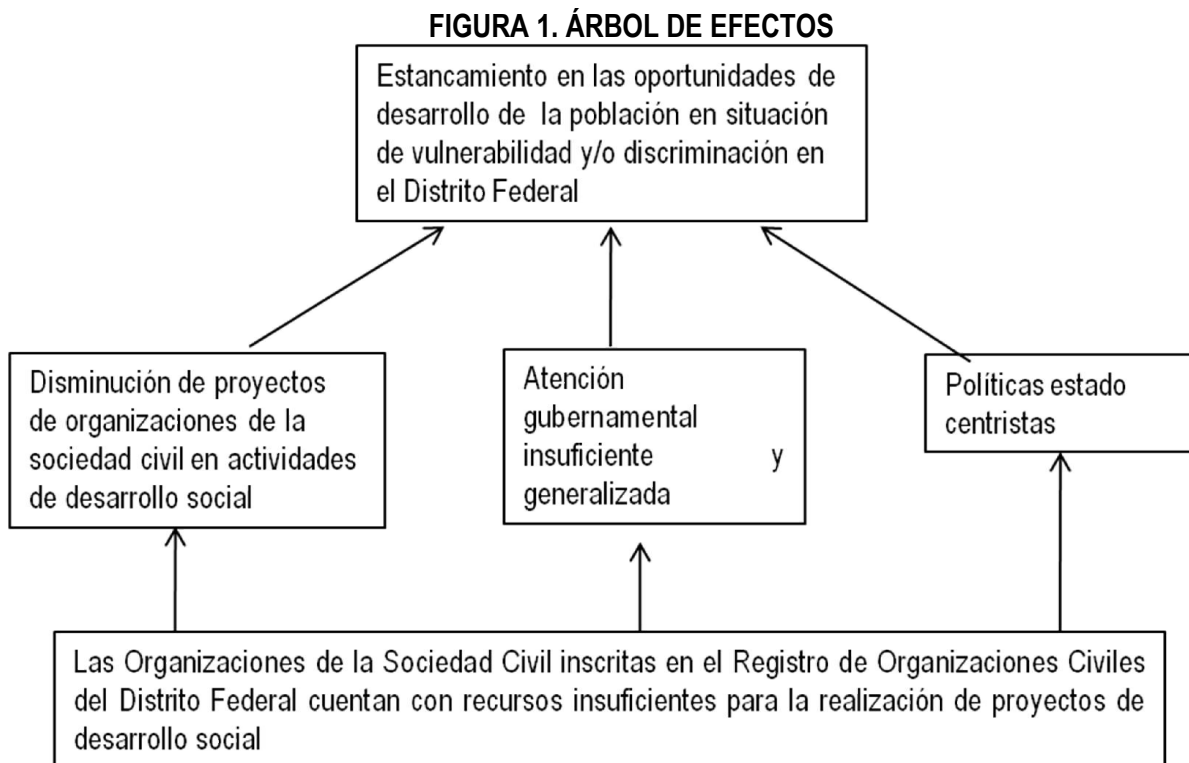 FIGURA 1. ÁRBOL DE EFECTOS
Estancamiento en las oportunidades de
desarrollo de la población en situación
de vulnerabilidad y/o discriminación en
el Distrito Federal
Disminución de proyectos
de organizaciones de la
sociedad civil en actividades
de desarrollo social
Atención
gubernamental
insuficiente y
generalizada
Políticas estado
centristas
Las Organizaciones de la Sociedad Civil inscritas en el Registro de Organizaciones Civiles
del Distrito Federal cuentan con recursos insuficientes para la realización de proyectos de
desarrollo social